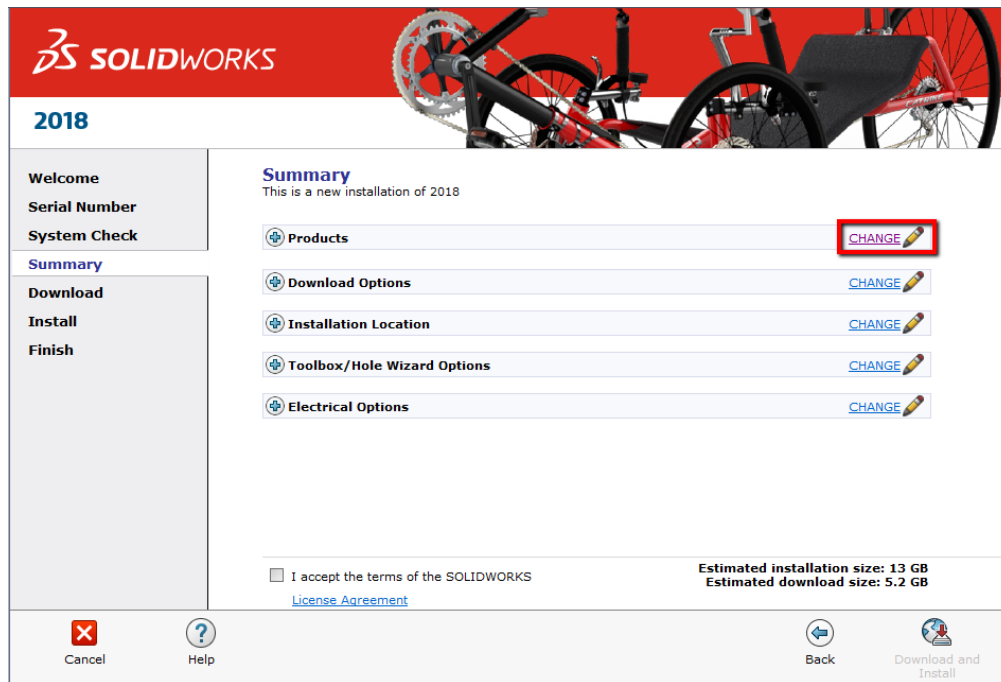 SOLIDWORKS
2018
Welcome
Serial Number
System Check
Summary
Download
Install
Finish
Summary
This is a new installation of 2018
Products CHANGE
Download Options CHANGE
Installation Location CHANGE
Toolbox/Hole Wizard Options CHANGE
Electrical Options CHANGE
I accept the terms of the SOLIDWORKS
License Agreement
Estimated installation size: 13 GB
Estimated download size: 5.2 GB
Cancel
Help
Back
Download and
Install